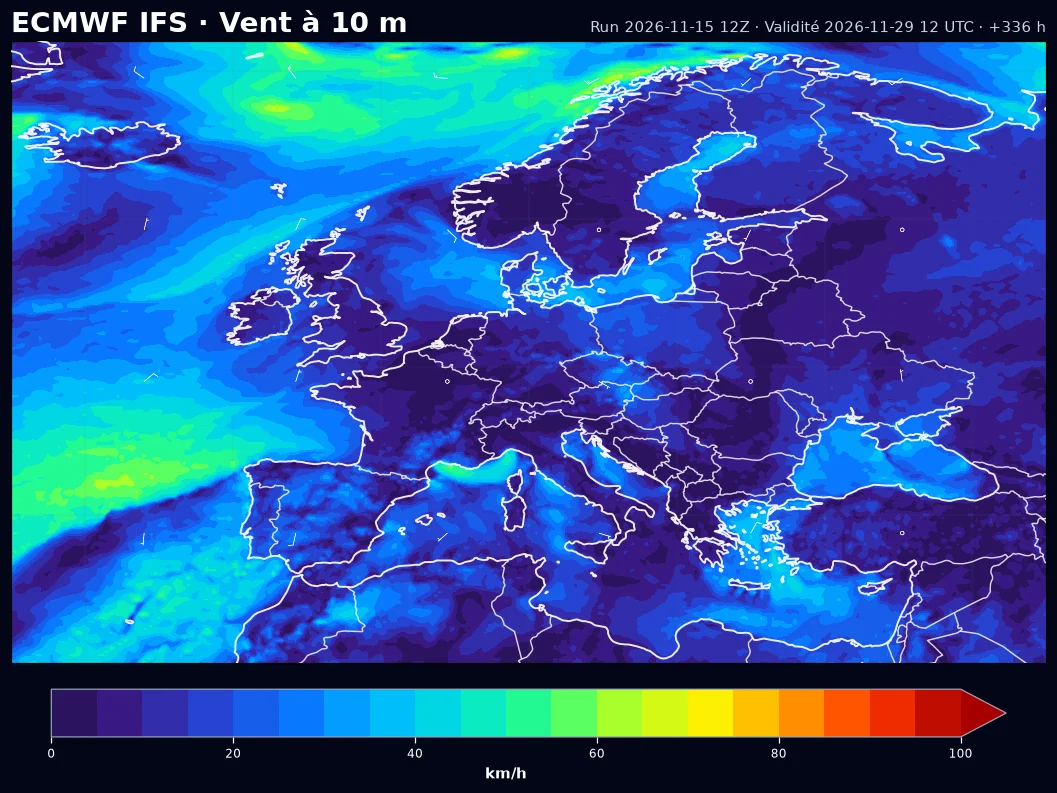 ECMWF IFS · Vent à 10 m
Run 2026-11-15 12Z · Validité 2026-11-29 12 UTC · +336 h
0 20 40 60 80 100
km/h